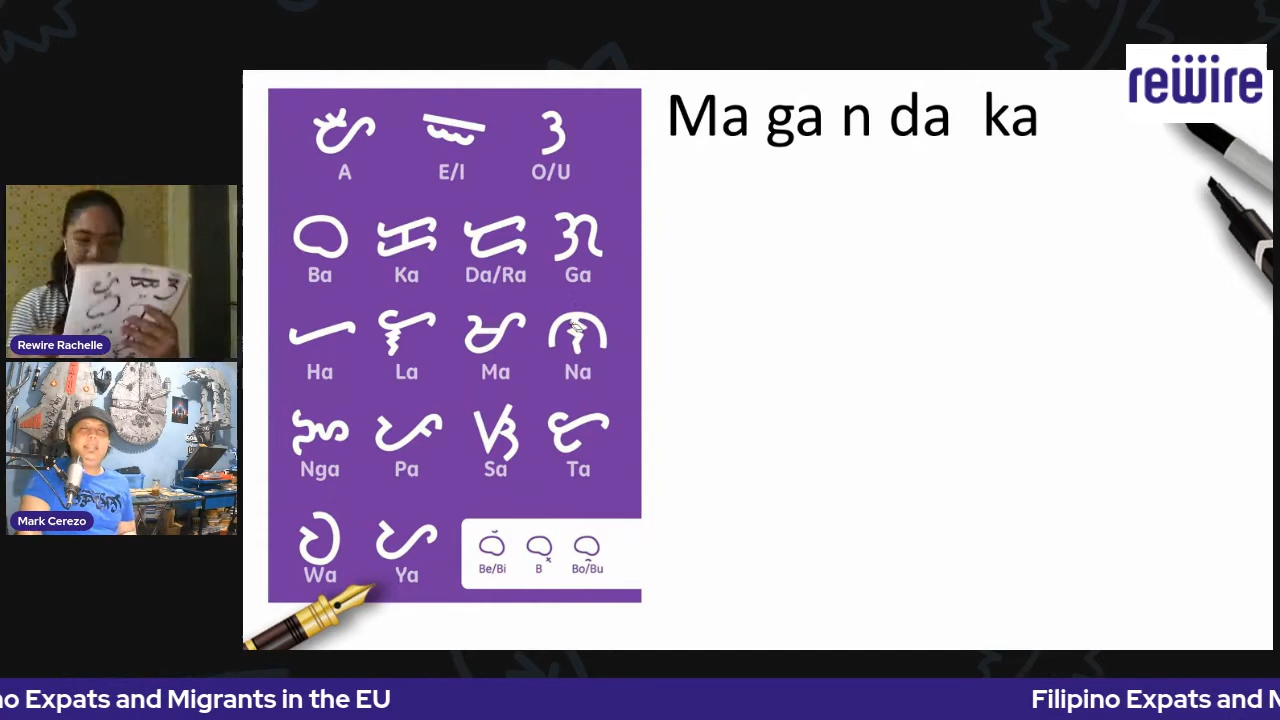 rewire
Ma ga n da ka
ᜀ ᜁ ᜂ
A E/I O/U
ᜊ ᜃ ᜇ ᜄ
Ba Ka Da/Ra Ga
ᜑ ᜎ ᜋ ᜈ
Ha La Ma Na
ᜅ ᜉ ᜐ ᜆ
Nga Pa Sa Ta
ᜏ ᜌ
Wa Ya
ᜊᜒ ᜊ᜔ ᜊᜓ
Be/Bi B Bo/Bu
Rewire Rachelle
Mark Cerezo
no Expats and Migrants in the EU Filipino Expats and M